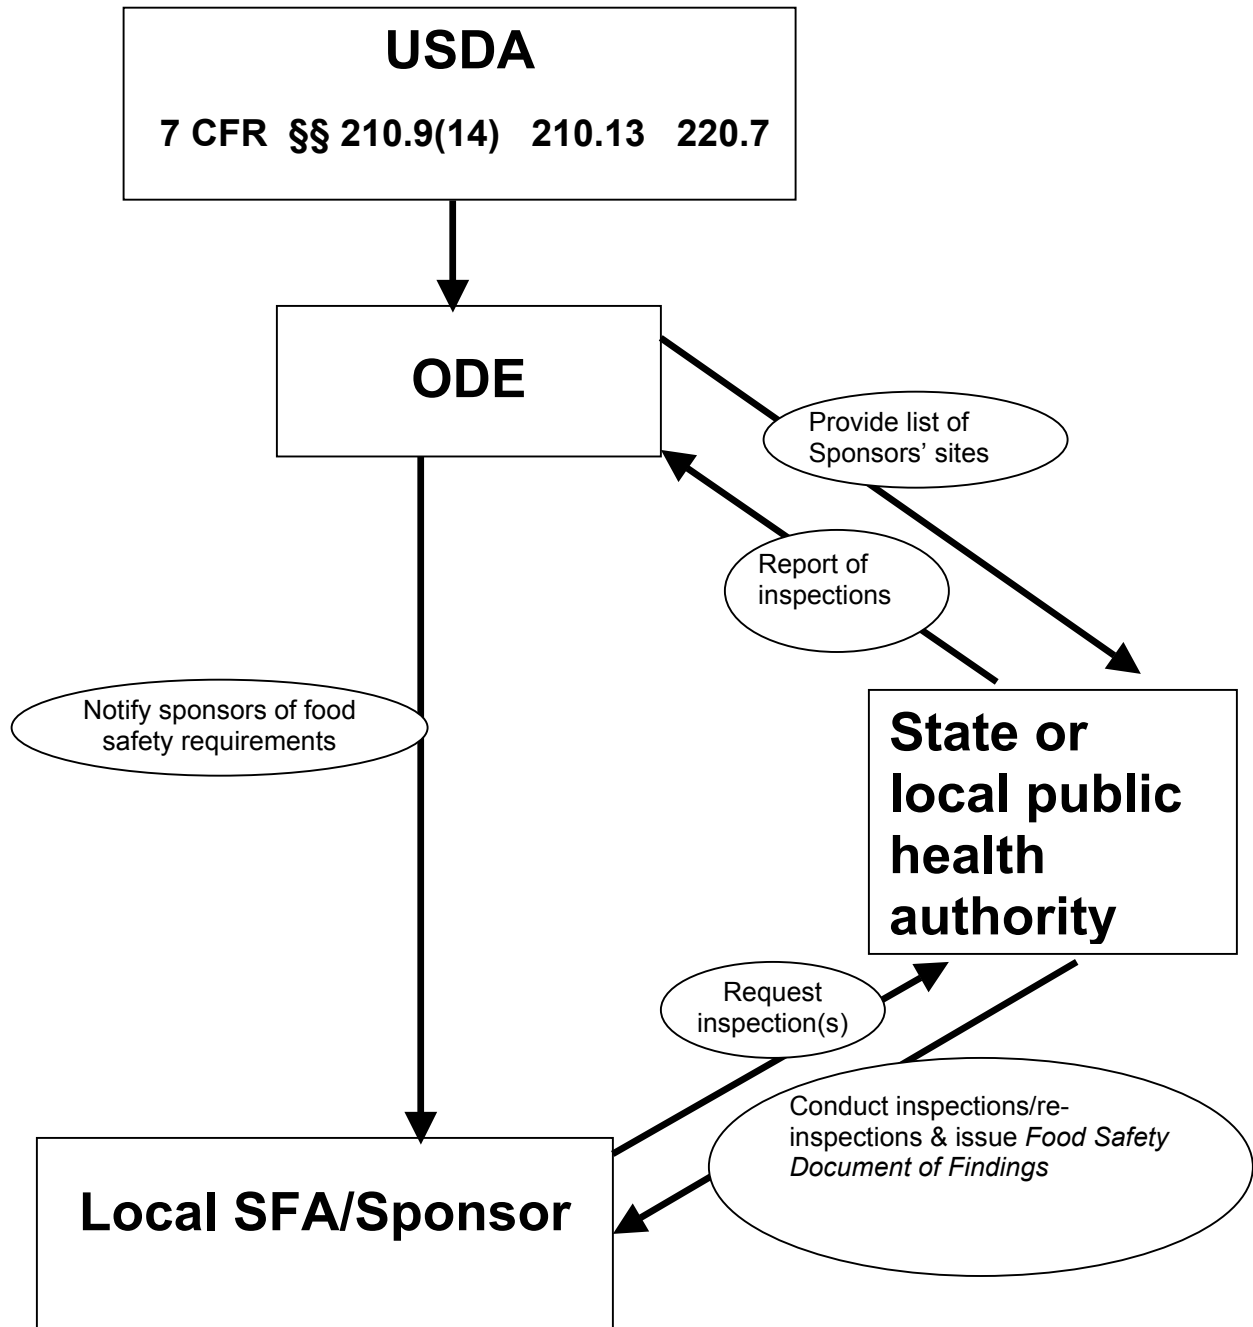 USDA
7 CFR §§ 210.9(14) 210.13 220.7
ODE
Provide list of
Sponsors’ sites
Report of
inspections
Notify sponsors of food
safety requirements
State or
local public
health
authority
Request
inspection(s)
Conduct inspections/re-
inspections & issue Food Safety
Document of Findings
Local SFA/Sponsor